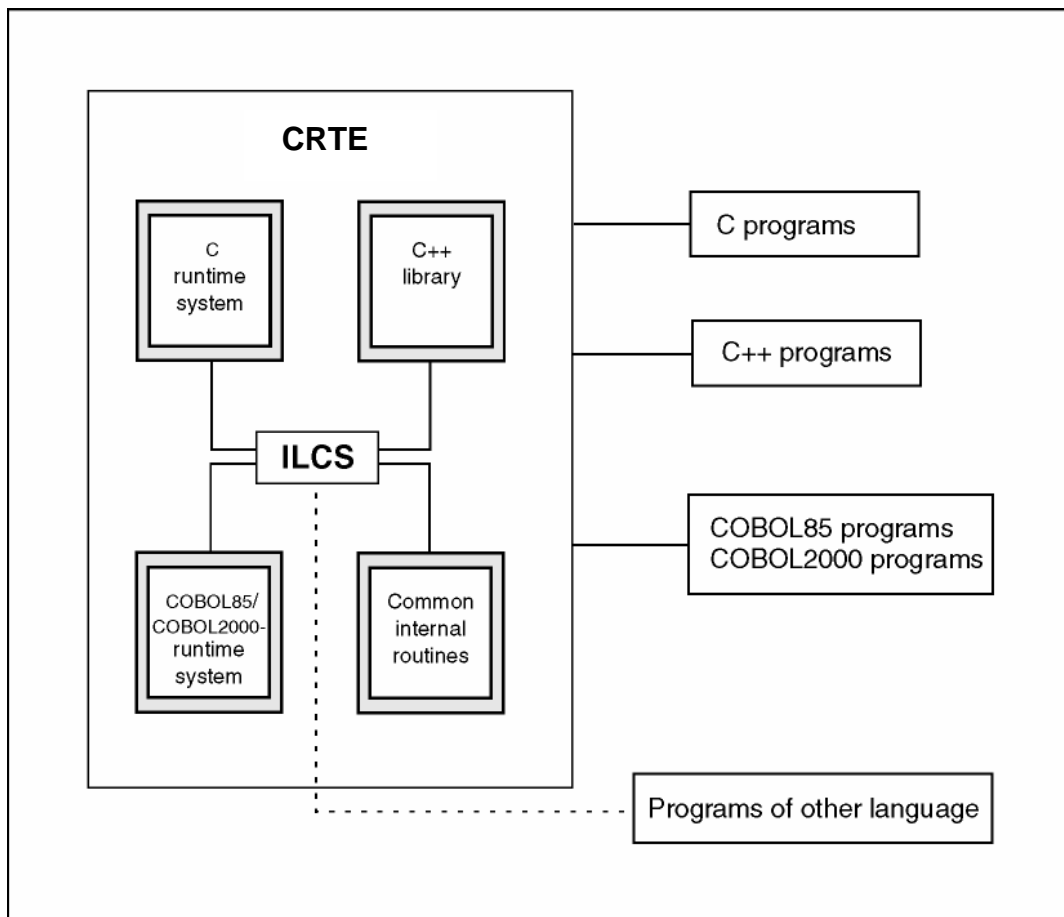 CRTE
C
runtime
system
C++
library
ILCS
COBOL85/
COBOL2000-
runtime
system
Common
internal
routines
C programs
C++ programs
COBOL85 programs
COBOL2000 programs
Programs of other language